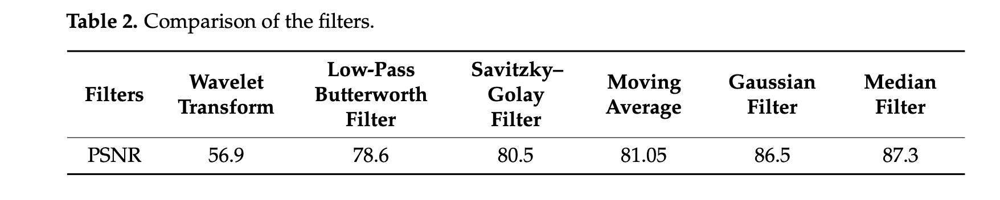 Table 2. Comparison of the filters.
Filters Wavelet Transform Low-Pass Butterworth Filter Savitzky–Golay Filter Moving Average Gaussian Filter Median Filter
PSNR 56.9 78.6 80.5 81.05 86.5 87.3